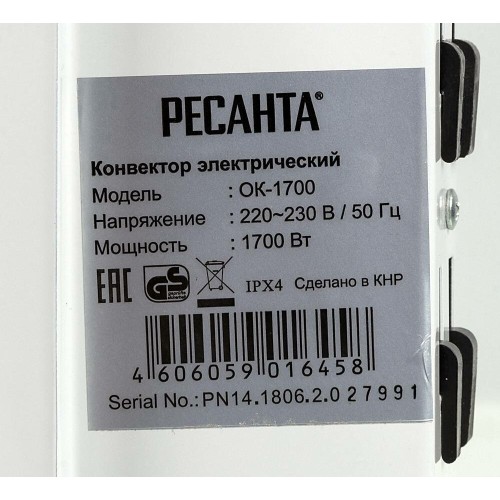 РЕСАНТА®
Конвектор электрический
Модель : ОК-1700
Напряжение : 220~230 В / 50 Гц
Мощность : 1700 Вт
EAC GS IPX4 Сделано в КНР
4 606059 016458
Serial No.: PN14.1806.2.0 27991